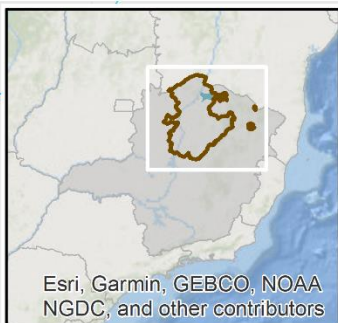 Esri, Garmin, GEBCO, NOAA
NGDC, and other contributors